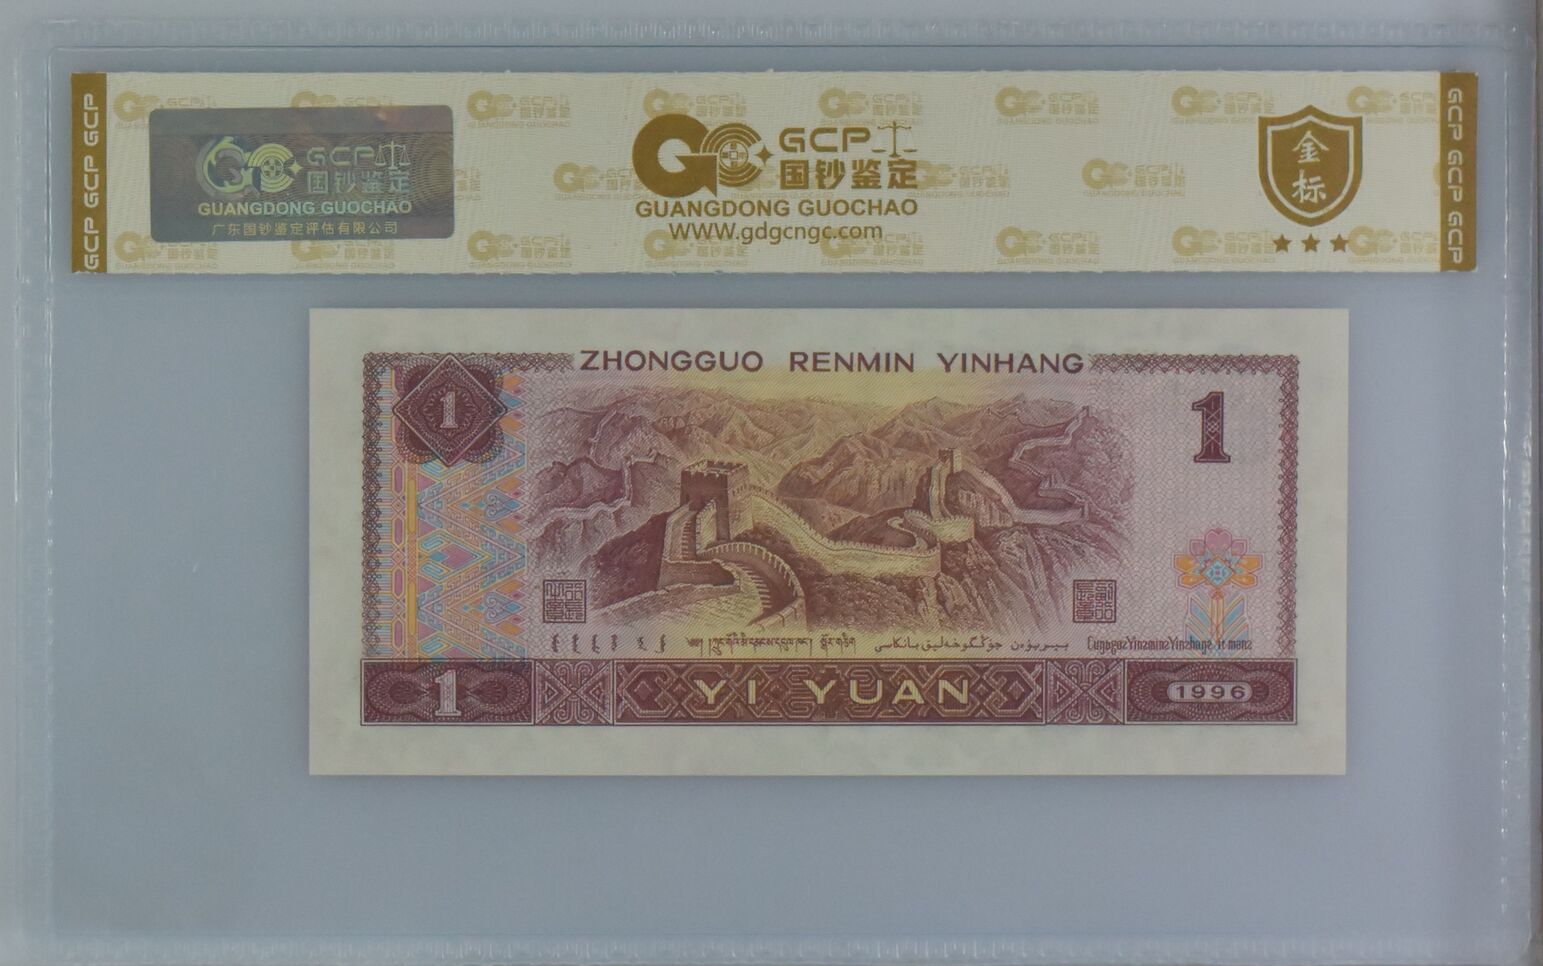 GCP GCP GCP
GCP
国钞鉴定
GUANGDONG GUOCHAO
广东国钞鉴定评估有限公司
GCP
国钞鉴定
GUANGDONG GUOCHAO
WWW.gdgcngc.com
金标
GCP GCP GCP
ZHONGGUO RENMIN YINHANG
1
1
1
YI YUAN
1996